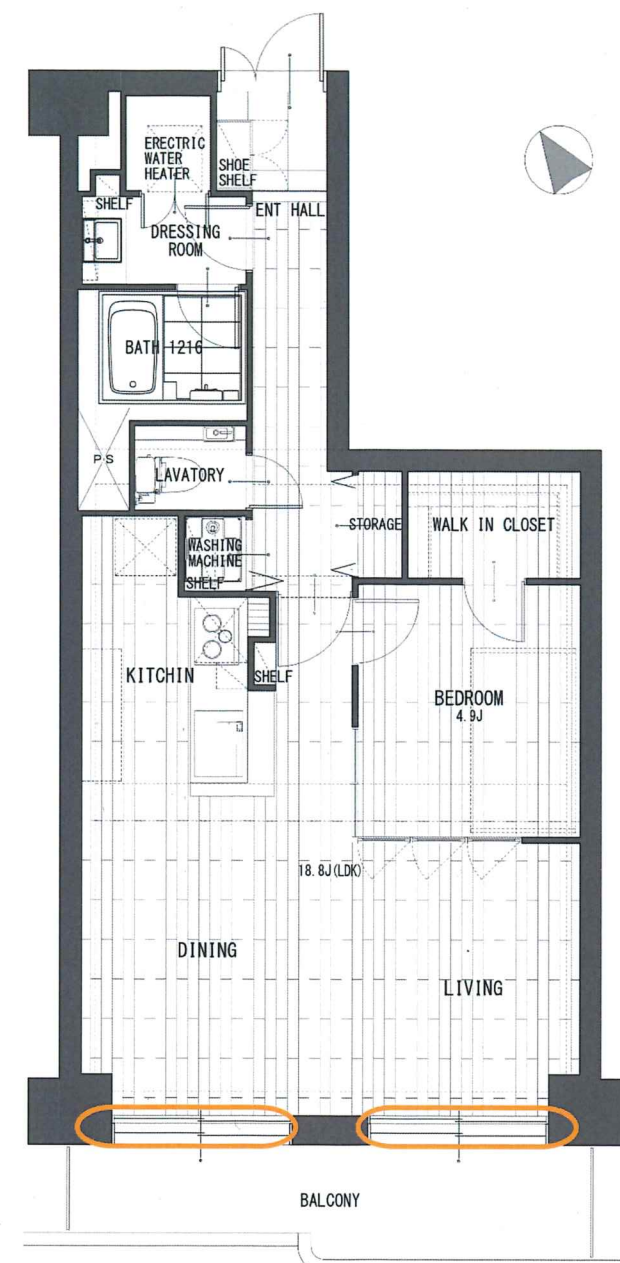 ERECTRIC
WATER
HEATER
SHOE
SHELF
SHELF
ENT HALL
DRESSING
ROOM
BATH 1216
PS
LAVATORY
WASHING
MACHINE
SHELF
STORAGE
WALK IN CLOSET
KITCHIN
SHELF
BEDROOM
4.9J
18.8J(LDK)
DINING
LIVING
BALCONY